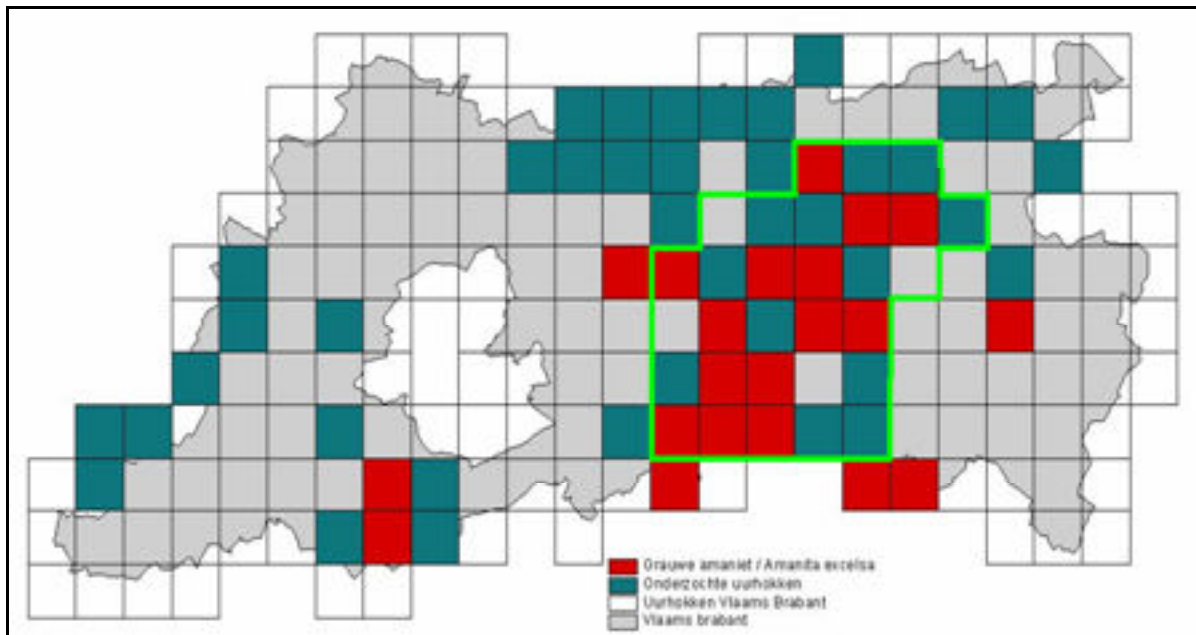 Grauwe amaniet / Amanita excelsa
Onderzochte uurhokken
Uurhokken Vlaams Brabant
Vlaams brabant